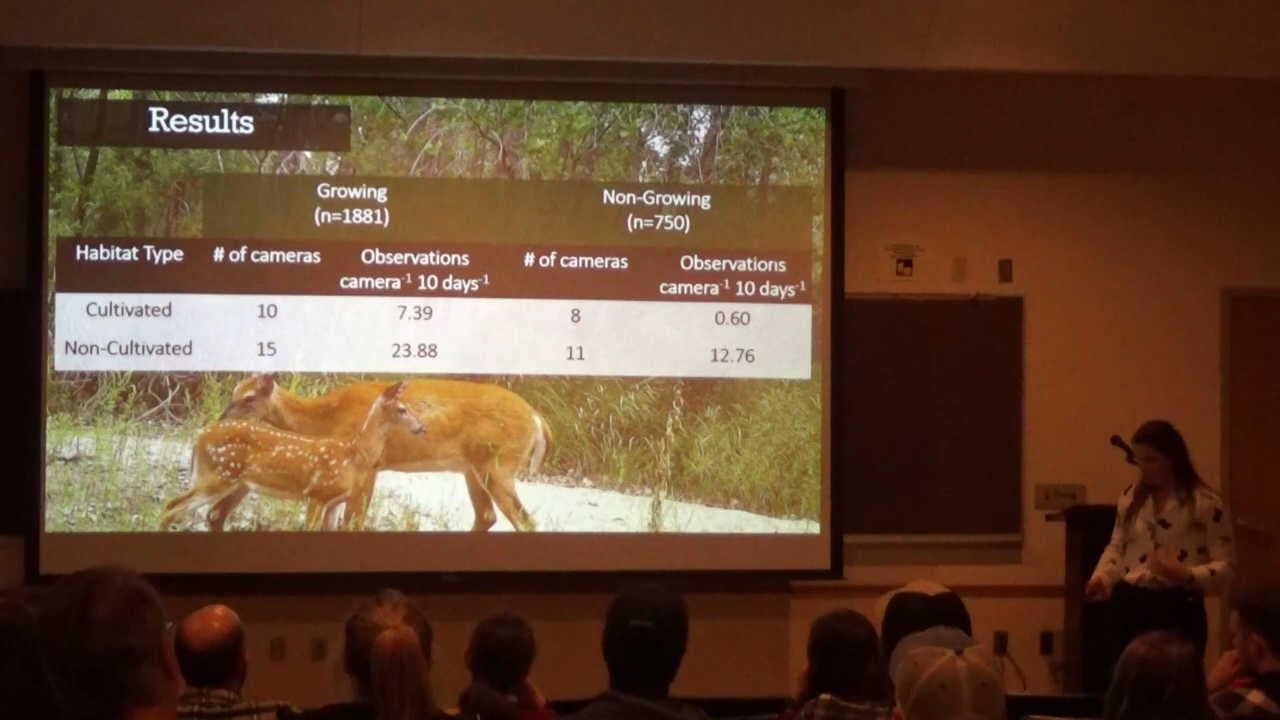 Results
Growing
(n=1881)
Non-Growing
(n=750)
Habitat Type # of cameras Observations camera⁻¹ 10 days⁻¹ # of cameras Observations camera⁻¹ 10 days⁻¹
Cultivated 10 7.39 8 0.60
Non-Cultivated 15 23.88 11 12.76